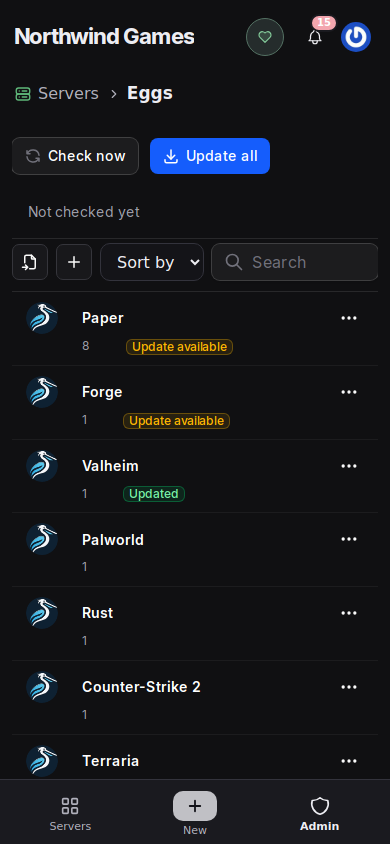 Northwind Games
15
Servers > Eggs
Check now
Update all
Not checked yet
Sort by
Search
Paper
8 Update available
Forge
1 Update available
Valheim
1 Updated
Palworld
1
Rust
1
Counter-Strike 2
1
Terraria
Servers
New
Admin